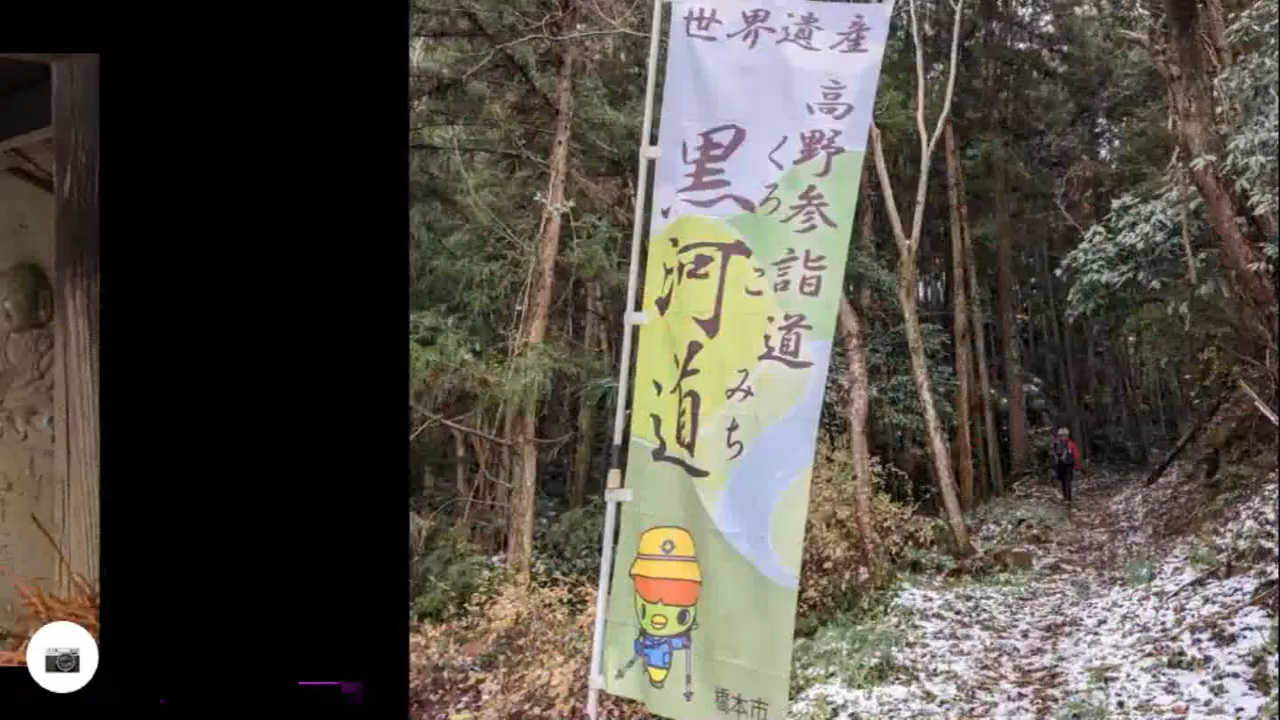 世界遺産
高野参詣道
くろこみち
黒河道
橋本市